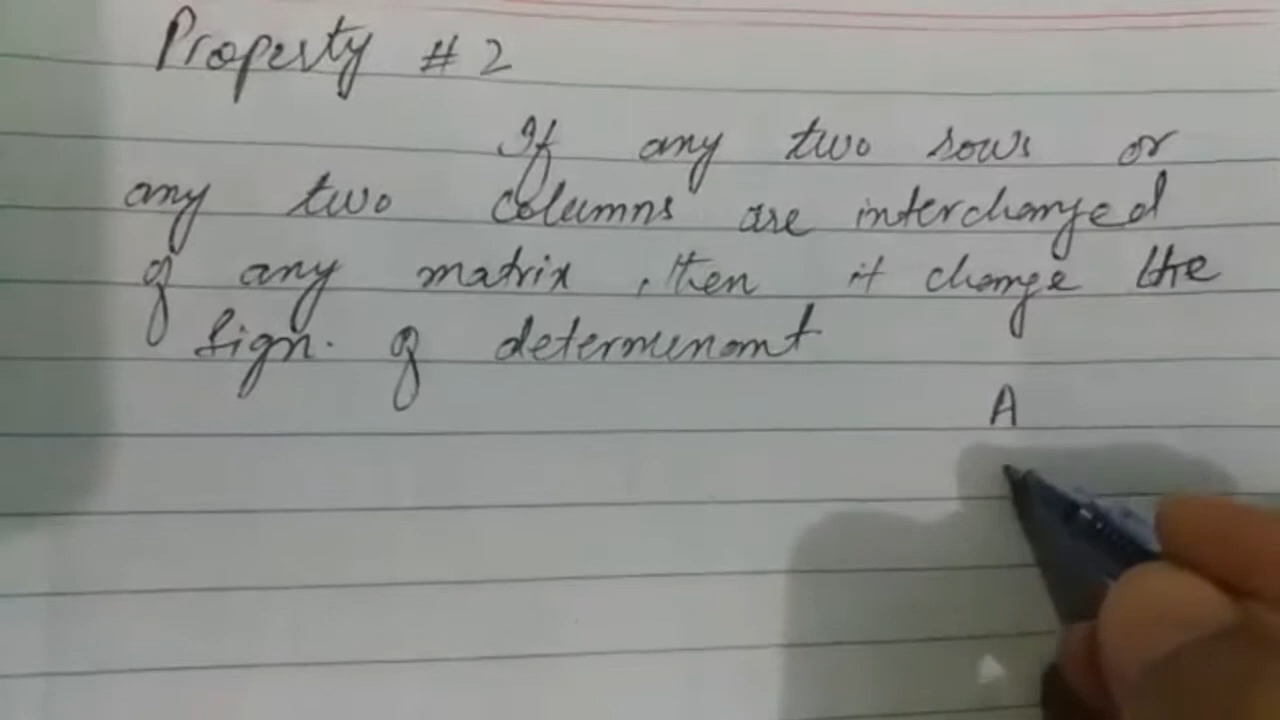 Property # 2
If any two rows or
any two columns are interchanged
of any matrix, then it change the
sign. of determinant
A